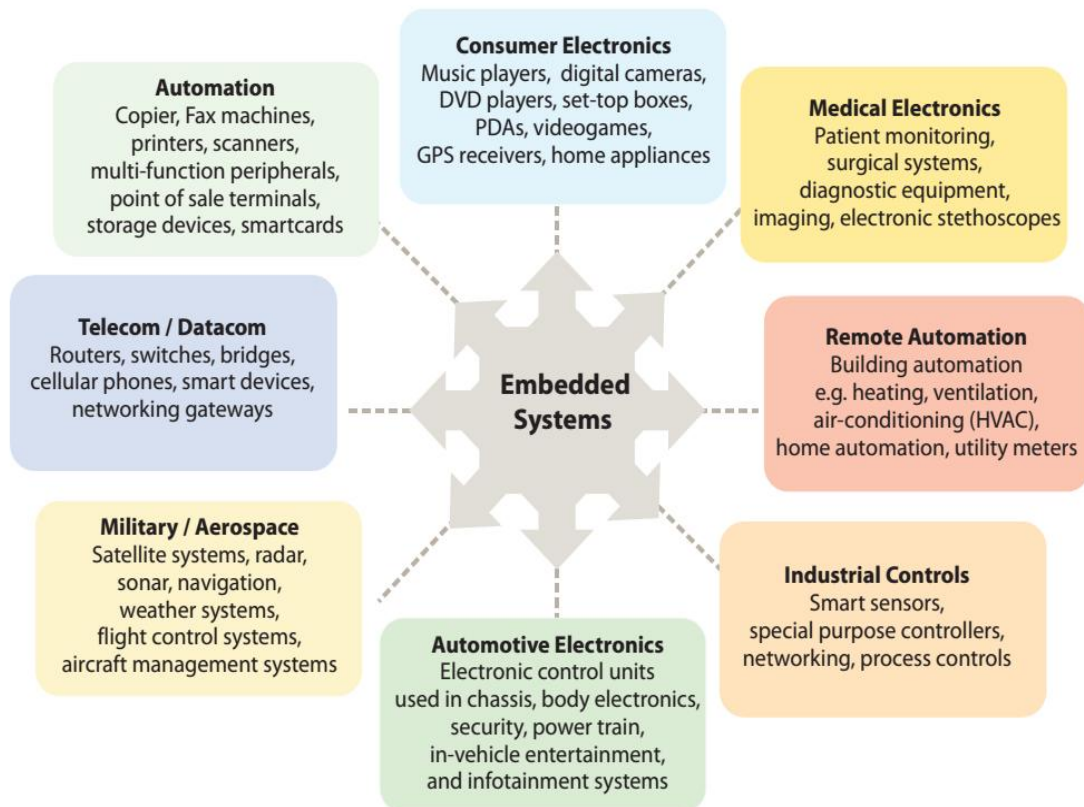 Consumer Electronics
Music players, digital cameras,
DVD players, set-top boxes,
PDAs, videogames,
GPS receivers, home appliances
Automation
Copier, Fax machines,
printers, scanners,
multi-function peripherals,
point of sale terminals,
storage devices, smartcards
Medical Electronics
Patient monitoring,
surgical systems,
diagnostic equipment,
imaging, electronic stethoscopes
Telecom / Datacom
Routers, switches, bridges,
cellular phones, smart devices,
networking gateways
Embedded
Systems
Remote Automation
Building automation
e.g. heating, ventilation,
air-conditioning (HVAC),
home automation, utility meters
Military / Aerospace
Satellite systems, radar,
sonar, navigation,
weather systems,
flight control systems,
aircraft management systems
Automotive Electronics
Electronic control units
used in chassis, body electronics,
security, power train,
in-vehicle entertainment,
and infotainment systems
Industrial Controls
Smart sensors,
special purpose controllers,
networking, process controls